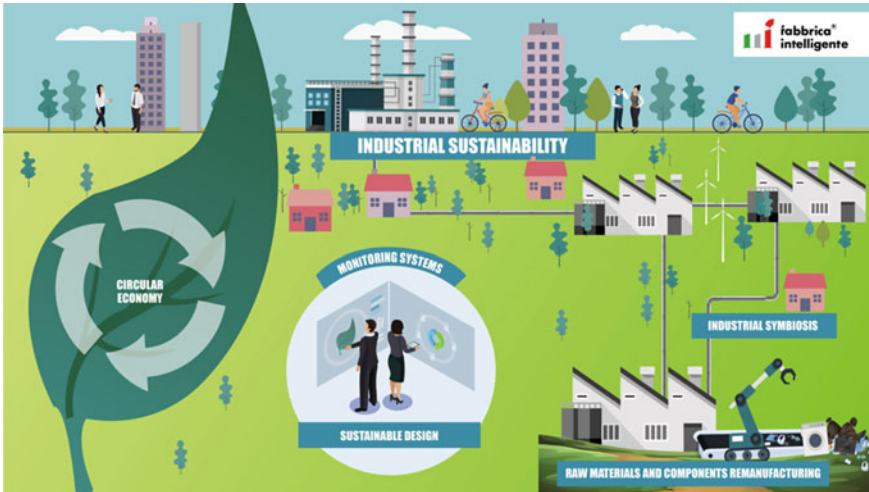 fabbrica®
intelligente
INDUSTRIAL SUSTAINABILITY
CIRCULAR
ECONOMY
MONITORING SYSTEMS
SUSTAINABLE DESIGN
INDUSTRIAL SYMBIOSIS
RAW MATERIALS AND COMPONENTS REMANUFACTURING